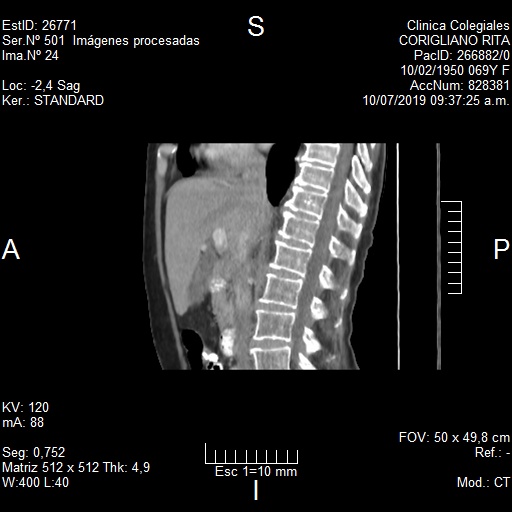 EstID: 26771
Ser.Nº 501 Imágenes procesadas
Ima.Nº 24
Loc: -2,4 Sag
Ker.: STANDARD
S
Clinica Colegiales
CORIGLIANO RITA
PacID: 266882/0
10/02/1950 069Y F
AccNum: 828381
10/07/2019 09:37:25 a.m.
A
P
KV: 120
mA: 88
Seg: 0,752
Matriz 512 x 512 Thk: 4,9
W:400 L:40
Esc 1=10 mm
I
FOV: 50 x 49,8 cm
Ref.: -
Mod.: CT